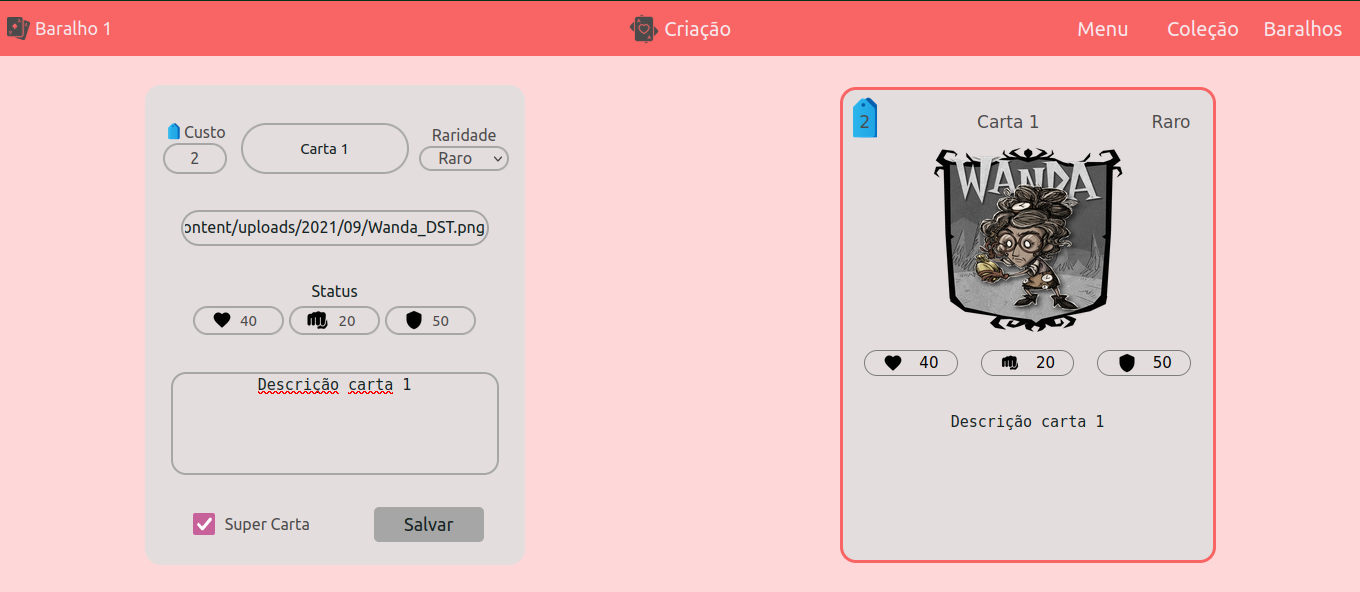 Baralho 1
Criação
Menu Coleção Baralhos
Custo
2
Carta 1
Raridade
Raro
ontent/uploads/2021/09/Wanda_DST.png
Status
40 20 50
Descrição carta 1
Super Carta
Salvar
2 Carta 1 Raro
WANDA
40 20 50
Descrição carta 1